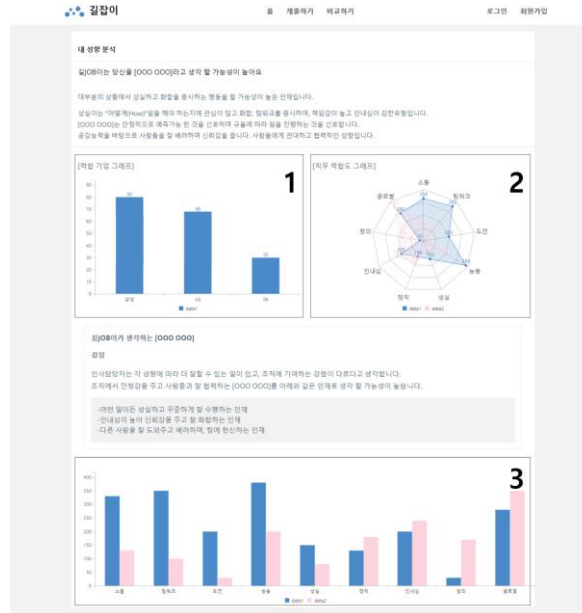 길잡이
홈 제출하기 비교하기
로그인 회원가입
내 성향 분석
길JOB이는 당신을 [OOO OOO]라고 생각 할 가능성이 높아요
대부분의 상황에서 성실하고 화합을 중시하는 행동을 할 가능성이 높은 인재입니다.
성실이는 "어떻게(How)"일을 해야 하는지에 관심이 많고 화합, 팀워크를 중시하며, 책임감이 높고 인내심이 강한유형입니다.
[OOO OOO]는 안정적으로 예측가능 한 것을 선호하며 규율에 따라 일을 진행하는 것을 선호합니다.
공감능력을 바탕으로 사람들을 잘 배려하며 신뢰감을 줍니다. 사람들에게 관대하고 협력적인 성향입니다.
[적합 기업 그래프]
1
90
80
70
60
50
40
30
20
10
0
80
68
30
삼성 LG SK
data1
[직무 적합도 그래프]
2
소통
팀워크
도전
능동
성실
정직
인내심
창의
글로벌
data1 data2
길JOB이가 생각하는 [OOO OOO]
강점
인사담당자는 각 성향에 따라 더 잘할 수 있는 일이 있고, 조직에 기여하는 강점이 다르다고 생각합니다.
조직에서 안정감을 주고 사람들과 잘 협력하는 [OOO OOO]를 아래와 같은 인재로 생각 할 가능성이 높습니다.
-어떤 일이든 성실하고 꾸준하게 잘 수행하는 인재
-인내심이 높아 신뢰감을 주고 잘 화합하는 인재
-다른 사람을 잘 도와주고 배려하며, 팀에 헌신하는 인재
3
400
350
300
250
200
150
100
50
0
소통 팀워크 도전 능동 성실 정직 인내심 창의 글로벌
data1 data2